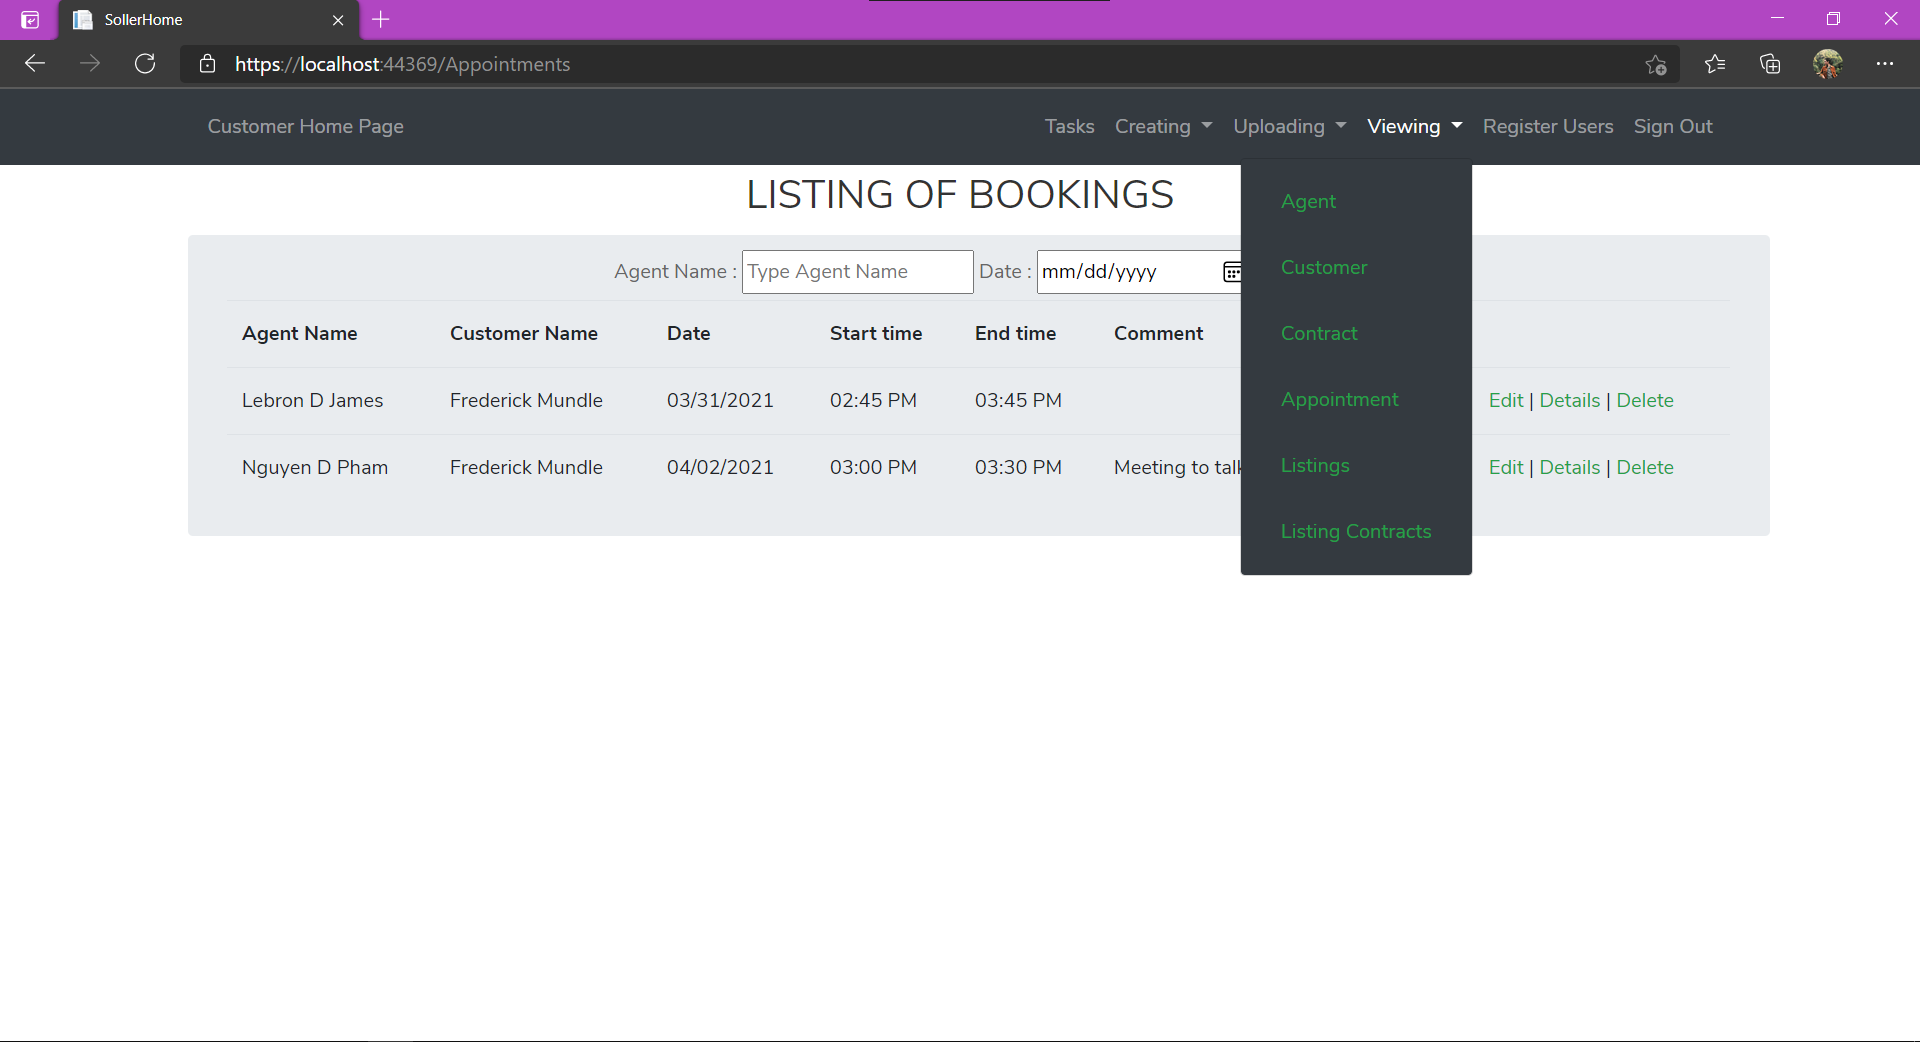 SollerHome
https://localhost:44369/Appointments
Customer Home Page Tasks Creating Uploading Viewing Register Users Sign Out
LISTING OF BOOKINGS
Agent
Customer
Contract
Appointment
Listings
Listing Contracts
Agent Name : Type Agent Name Date : mm/dd/yyyy
Agent Name Customer Name Date Start time End time Comment
Lebron D James Frederick Mundle 03/31/2021 02:45 PM 03:45 PM Edit | Details | Delete
Nguyen D Pham Frederick Mundle 04/02/2021 03:00 PM 03:30 PM Meeting to talk Edit | Details | Delete